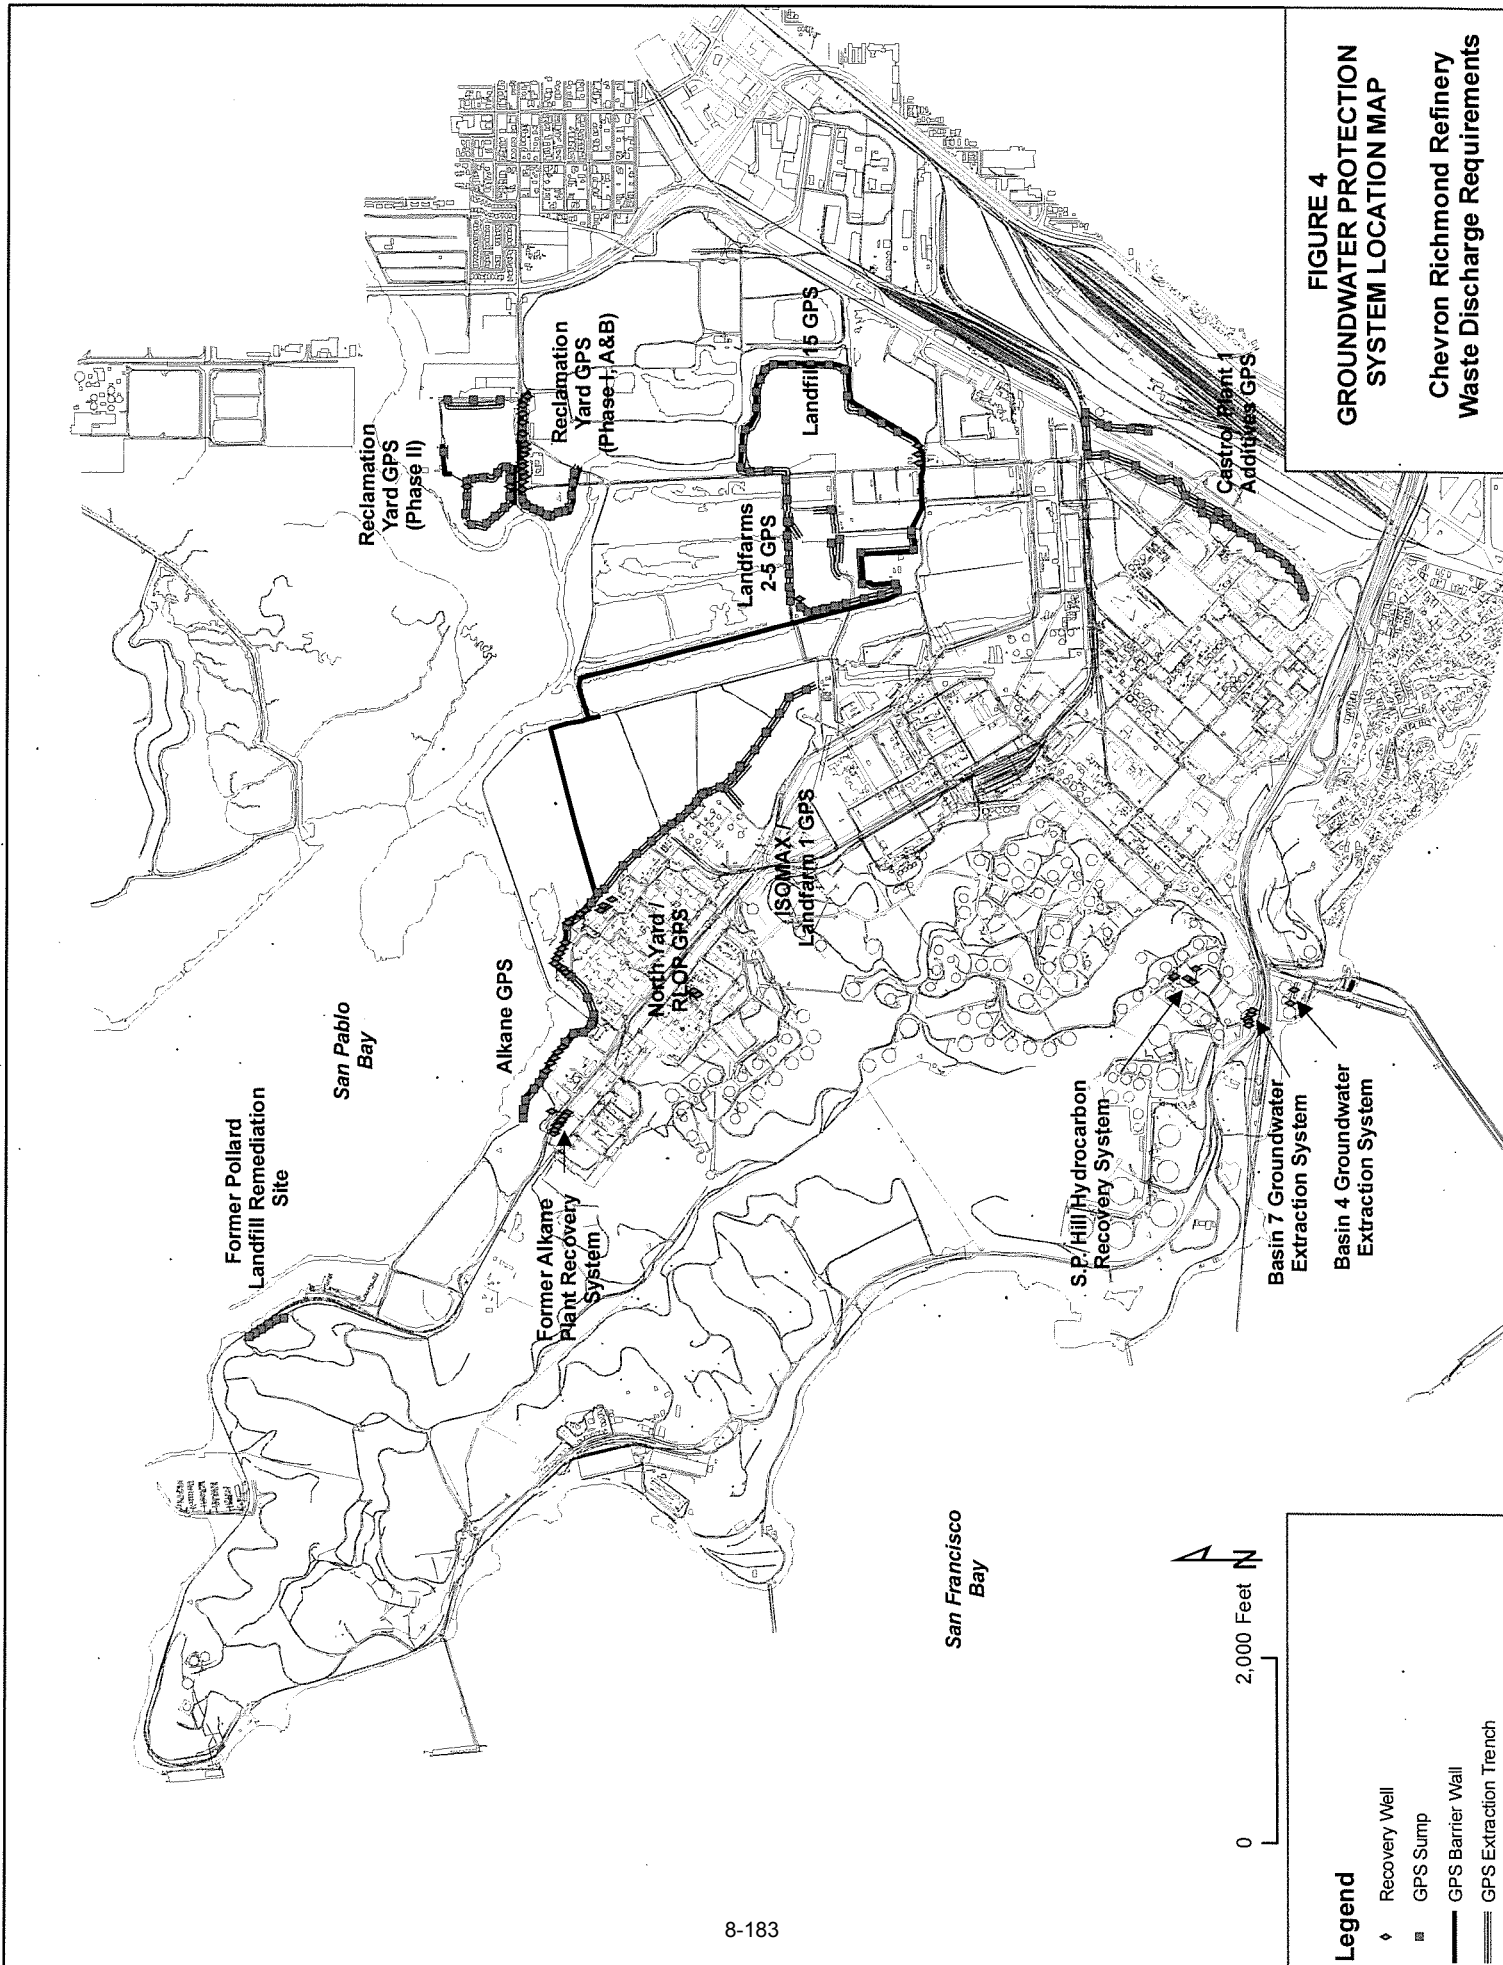 FIGURE 4
GROUNDWATER PROTECTION
SYSTEM LOCATION MAP
Chevron Richmond Refinery
Waste Discharge Requirements
Former Pollard
Landfill Remediation
Site
San Pablo
Bay
Reclamation
Yard GPS
(Phase II)
Alkane GPS
Reclamation
Yard GPS
(Phase I, A&B)
Former Alkane
Plant Recovery
System
North Yard /
RLOP GPS
Landfarms
2-5 GPS
ISOMAX /
Landfarm 1 GPS
Landfill 15 GPS
San Francisco
Bay
S.P. Hill Hydrocarbon
Recovery System
Castro Plant 1
Additives GPS
Basin 7 Groundwater
Extraction System
Basin 4 Groundwater
Extraction System
0
2,000 Feet
N
Legend
Recovery Well
GPS Sump
GPS Barrier Wall
GPS Extraction Trench
8-183